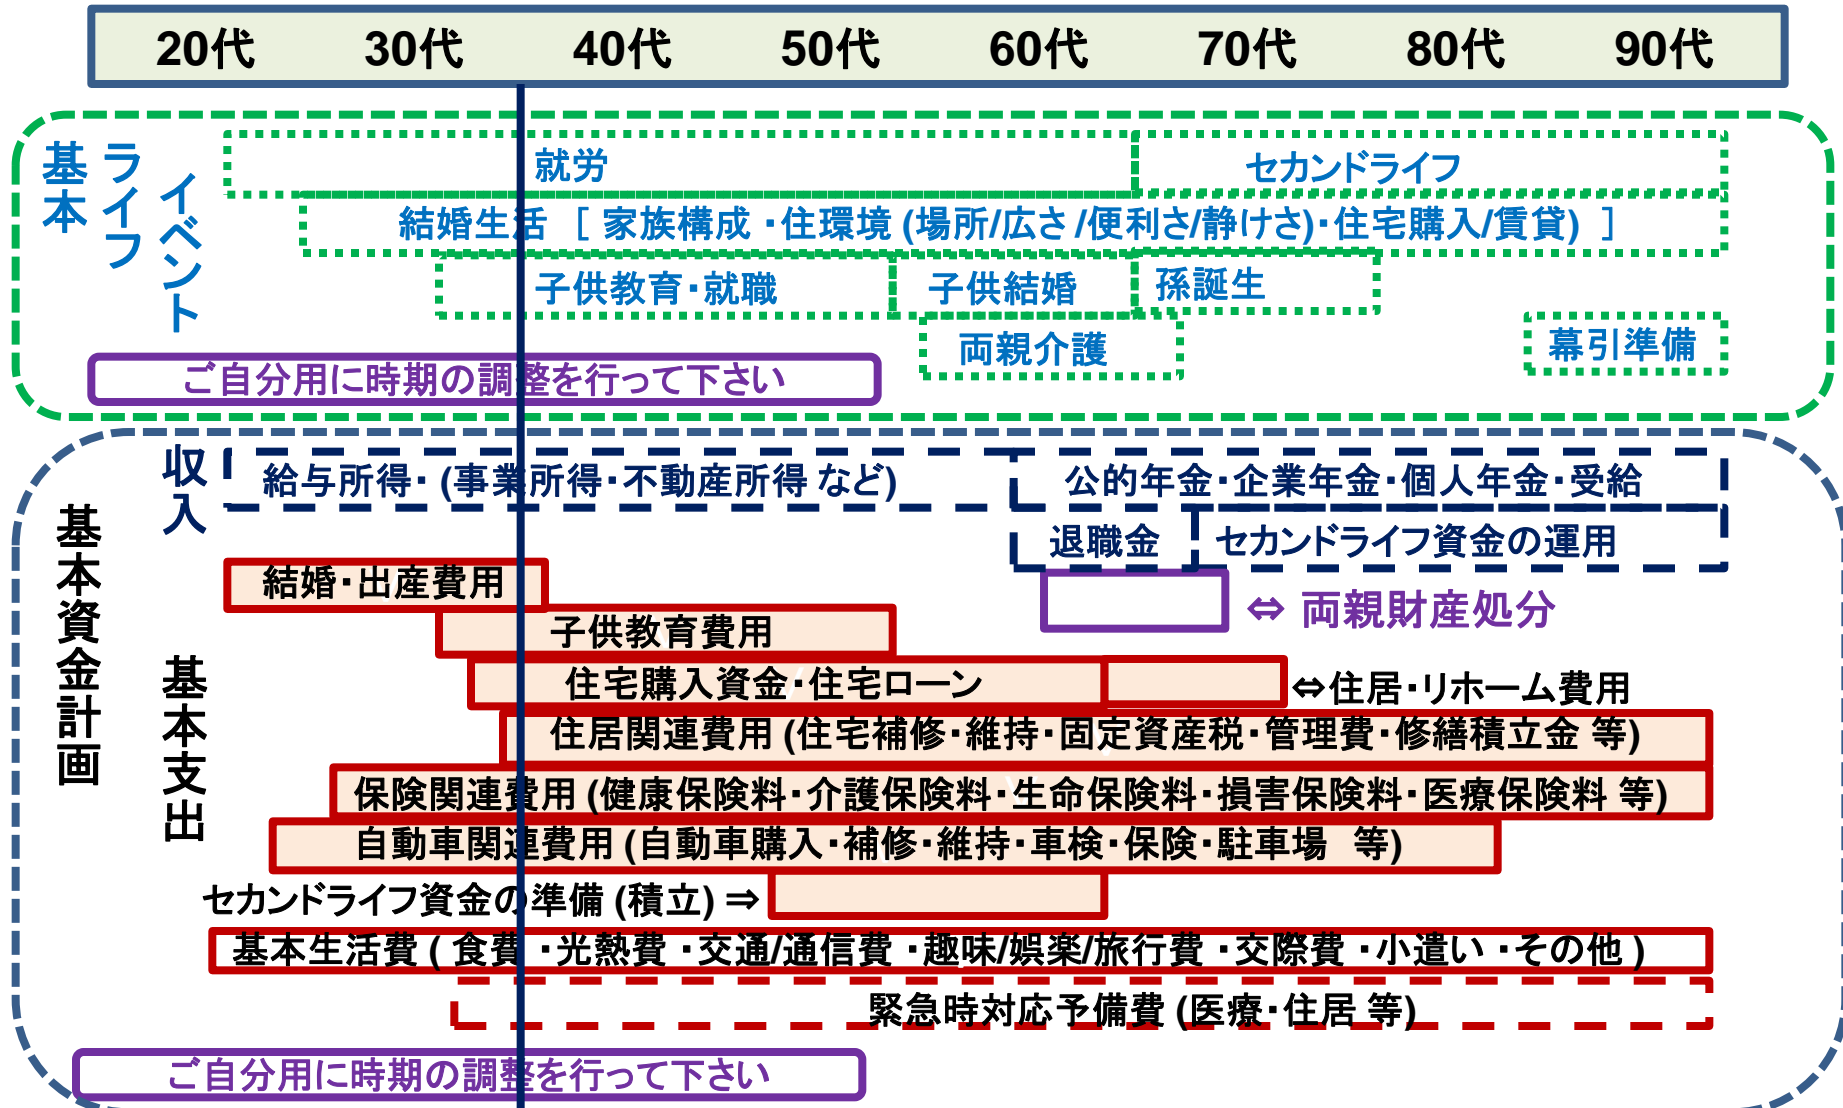 20代 30代 40代 50代 60代 70代 80代 90代
基本
ライフ
イベント
就労
セカンドライフ
結婚生活 [ 家族構成・住環境 (場所/広さ/便利さ/静けさ)・住宅購入/賃貸) ]
子供教育・就職
子供結婚
孫誕生
両親介護
幕引準備
ご自分用に時期の調整を行って下さい
基本資金計画
収入
給与所得・(事業所得・不動産所得 など)
公的年金・企業年金・個人年金・受給
退職金
セカンドライフ資金の運用
⇔ 両親財産処分
基本支出
結婚・出産費用
子供教育費用
住宅購入資金・住宅ローン
⇔住居・リホーム費用
住居関連費用 (住宅補修・維持・固定資産税・管理費・修繕積立金 等)
保険関連費用 (健康保険料・介護保険料・生命保険料・損害保険料・医療保険料 等)
自動車関連費用 (自動車購入・補修・維持・車検・保険・駐車場 等)
セカンドライフ資金の準備 (積立) ⇒
基本生活費 ( 食費 ・光熱費 ・交通/通信費 ・趣味/娯楽/旅行費 ・交際費 ・小遣い ・その他 )
緊急時対応予備費 (医療・住居 等)
ご自分用に時期の調整を行って下さい